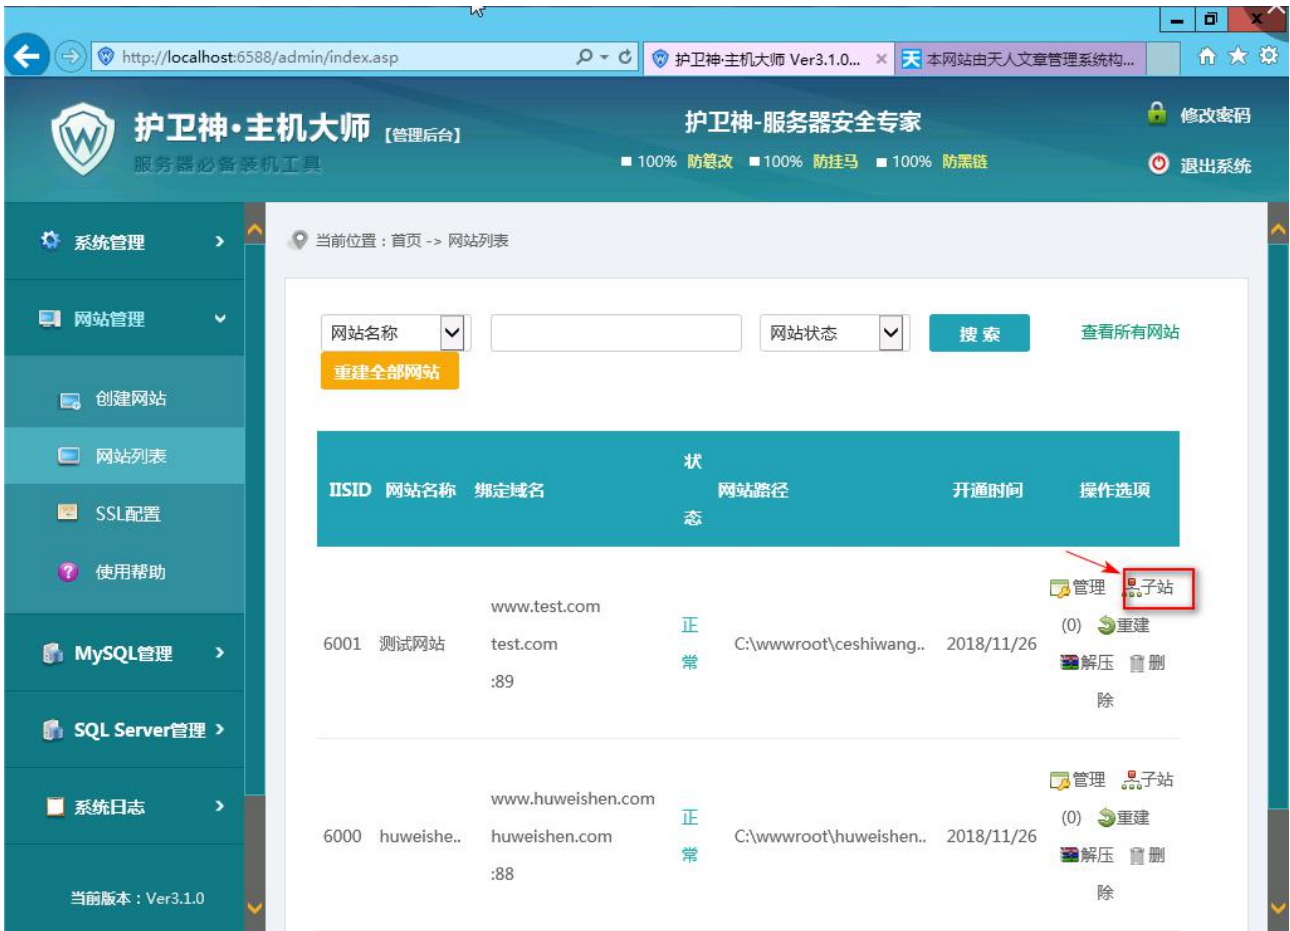 http://localhost:6588/admin/index.asp
护卫神·主机大师 Ver3.1.0...
天 本网站由天人文章管理系统构...
护卫神·主机大师 [管理后台]
服务器必备装机工具
护卫神-服务器安全专家
100% 防篡改 100% 防挂马 100% 防黑链
修改密码
退出系统
系统管理
网站管理
创建网站
网站列表
SSL配置
使用帮助
MySQL管理
SQL Server管理
系统日志
当前版本：Ver3.1.0
当前位置：首页 -> 网站列表
网站名称 网站状态 搜 索 查看所有网站
重建全部网站
IISID 网站名称 绑定域名 状态 网站路径 开通时间 操作选项
6001 测试网站
www.test.com
test.com
:89
正常
C:\wwwroot\ceshiwang.. 2018/11/26
管理 子站
(0) 重建
解压 删
除
6000 huweishe..
www.huweishen.com
huweishen.com
:88
正常
C:\wwwroot\huweishen.. 2018/11/26
管理 子站
(0) 重建
解压 删
除